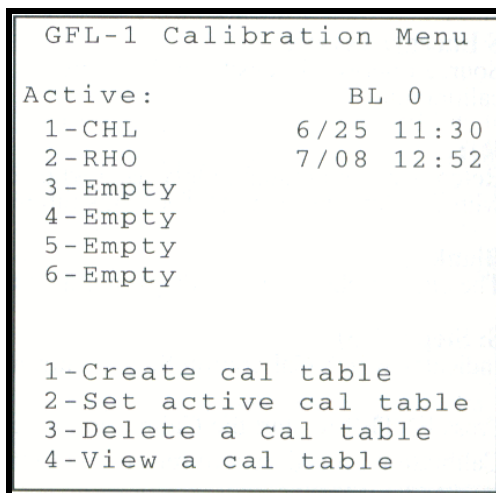 GFL-1 Calibration Menu
Active: BL 0
1-CHL 6/25 11:30
2-RHO 7/08 12:52
3-Empty
4-Empty
5-Empty
6-Empty
1-Create cal table
2-Set active cal table
3-Delete a cal table
4-View a cal table